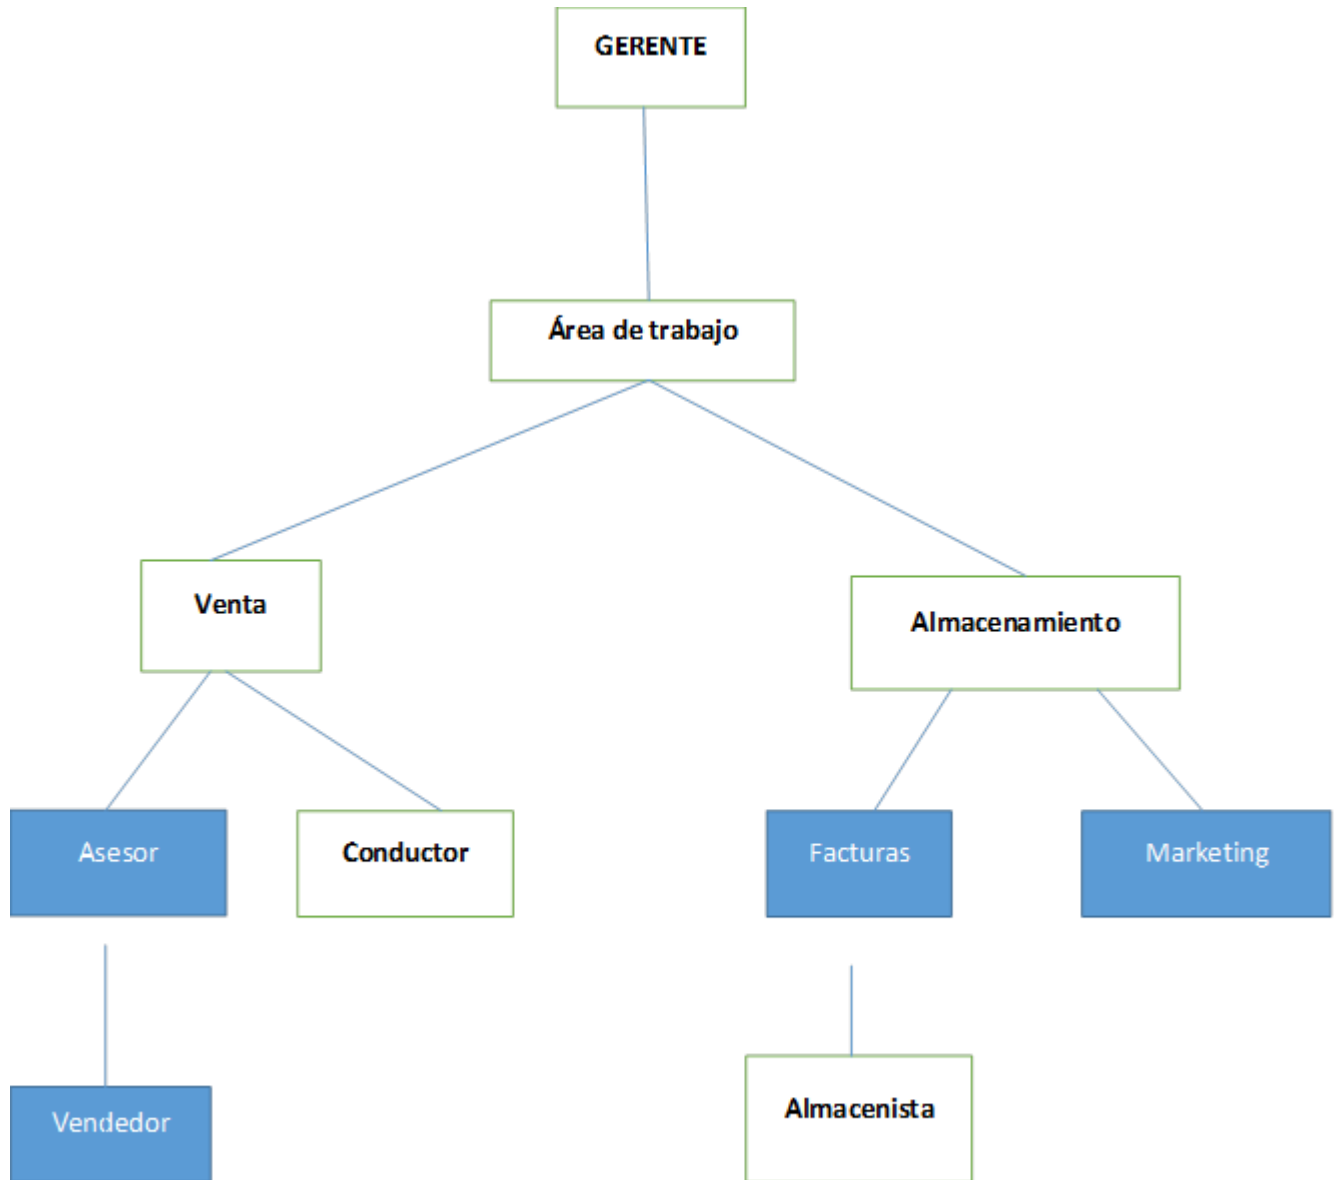 GERENTE
Área de trabajo
Venta
Almacenamiento
Asesor
Conductor
Facturas
Marketing
Vendedor
Almacenista